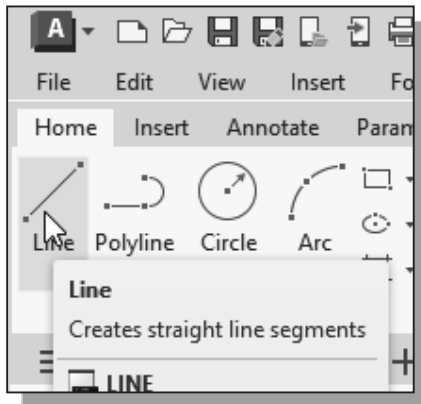 A
File Edit View Insert Fo
Home Insert Annotate Param
Line Polyline Circle Arc
Line
Creates straight line segments
LINE